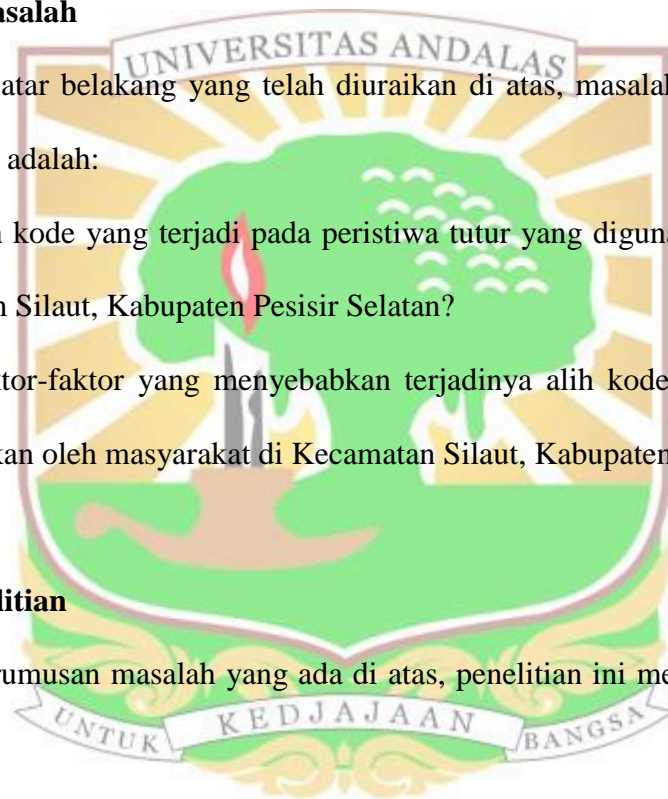 asalah
UNIVERSITAS ANDALAS
atar belakang yang telah diuraikan di atas, masalah
adalah:
kode yang terjadi pada peristiwa tutur yang diguna
n Silaut, Kabupaten Pesisir Selatan?
ktor-faktor yang menyebabkan terjadinya alih kode
kan oleh masyarakat di Kecamatan Silaut, Kabupaten
litian
rumusan masalah yang ada di atas, penelitian ini me
UNTUK KEDJAJAAN BANGSA